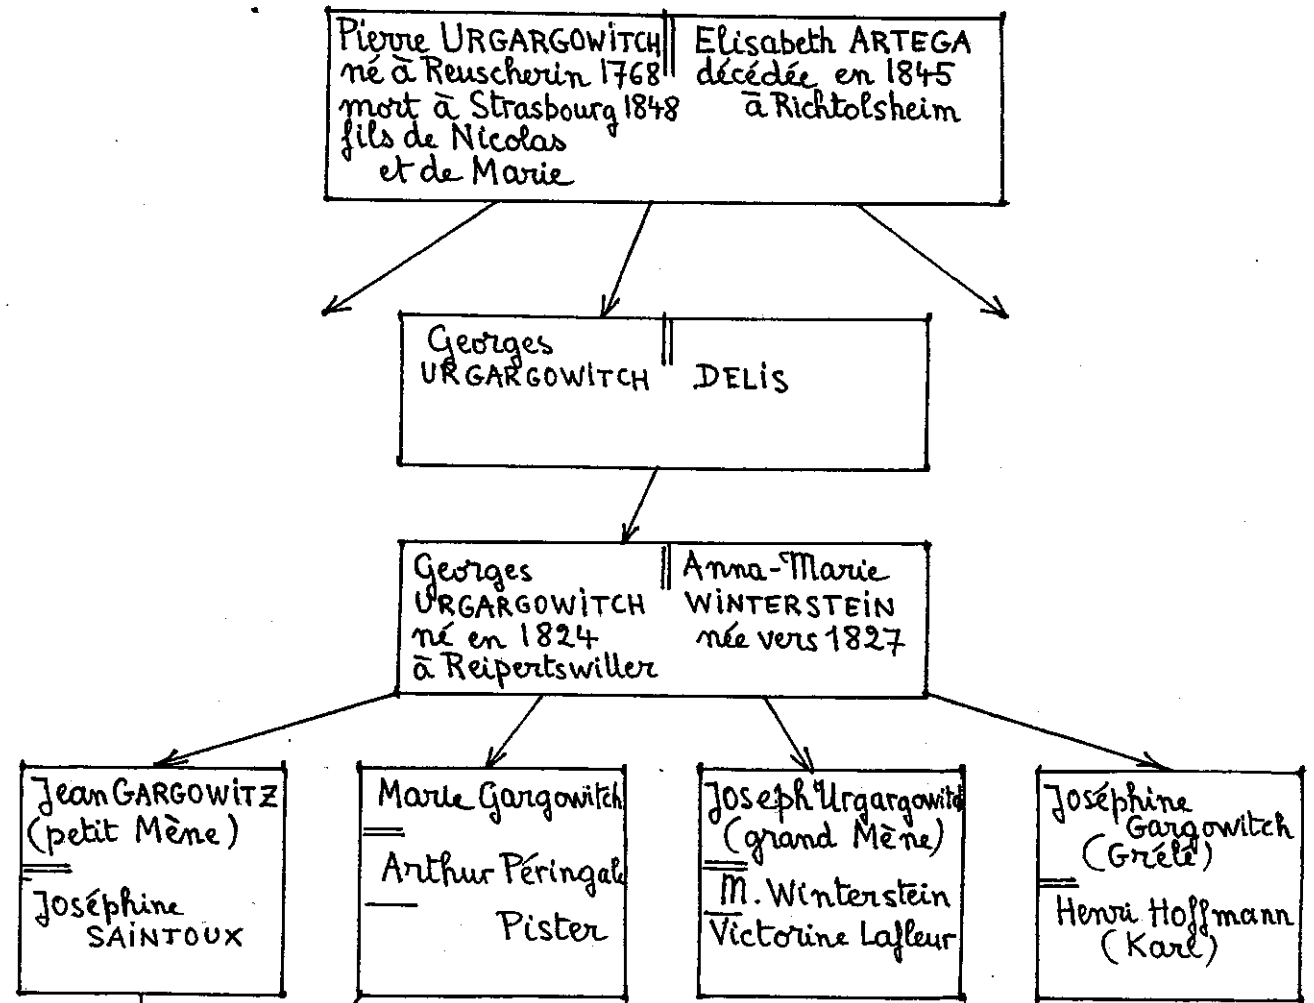 Pierre URGARGOWITCH
né à Reuscherin 1768
mort à Strasbourg 1848
fils de Nicolas
et de Marie
Elisabeth ARTEGA
décédée en 1845
à Richtolsheim
Georges
URGARGOWITCH
DELIS
Georges
URGARGOWITCH
né en 1824
à Reipertswiller
Anna-Marie
WINTERSTEIN
née vers 1827
Jean GARGOWITZ
(petit Mène)
Joséphine
SAINTOUX
Marie Gargowitch
Arthur Péringale
Pister
Joseph Urgargowitch
(grand Mène)
M. Winterstein
Victorine Lafleur
Joséphine
Gargowitch
(Grélé)
Henri Hoffmann
(Karl)